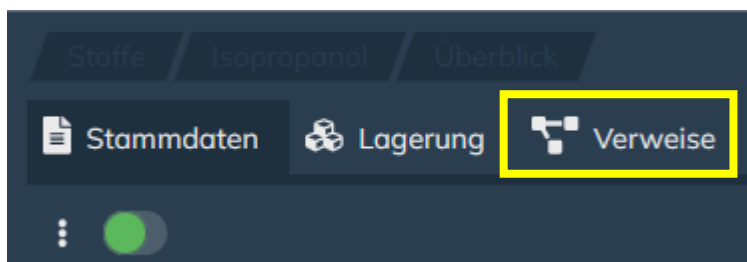 Stoffe Isopropanol Überblick
Stammdaten Lagerung Verweise